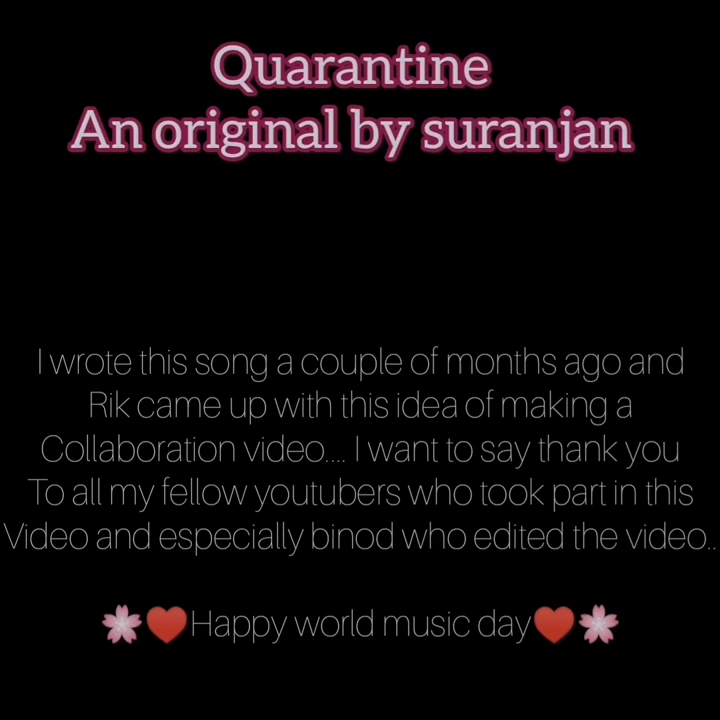 Quarantine
An original by suranjan
I wrote this song a couple of months ago and
Rik came up with this idea of making a
Collaboration video.... I want to say thank you
To all my fellow youtubers who took part in this
Video and especially binod who edited the video..
🌸♥️Happy world music day♥️🌸